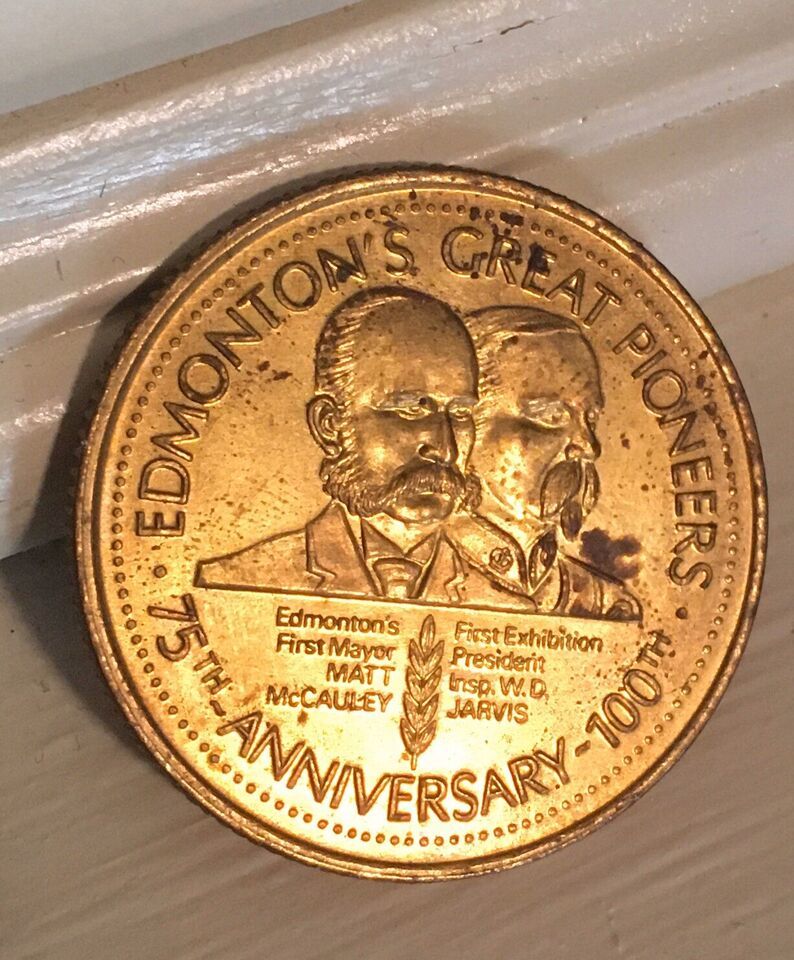 · EDMONTON'S GREAT PIONEERS ·
Edmonton's
First Mayor
MATT
McCAULEY
First Exhibition
President
Insp. W.D.
JARVIS
75TH ~ ANNIVERSARY ~ 100TH